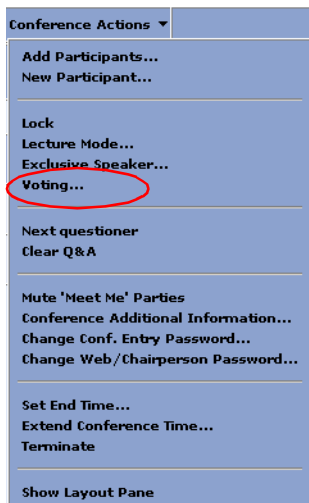 Conference Actions
Add Participants...
New Participant...
Lock
Lecture Mode...
Exclusive Speaker...
Voting...
Next questioner
Clear Q&A
Mute 'Meet Me' Parties
Conference Additional Information...
Change Conf. Entry Password...
Change Web/Chairperson Password...
Set End Time...
Extend Conference Time...
Terminate
Show Layout Pane